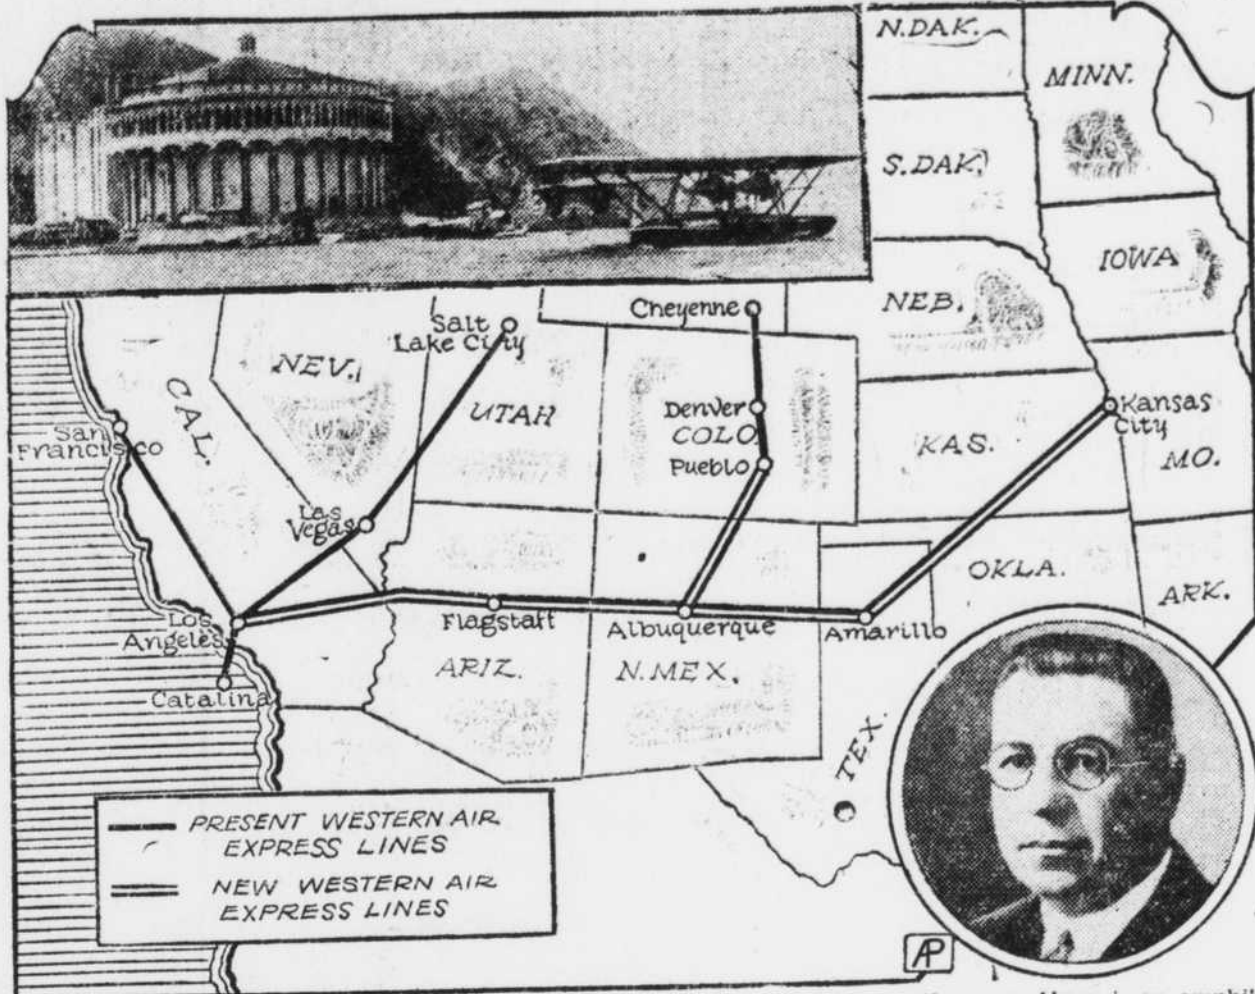 N.DAK.
MINN.
S.DAK.
IOWA
NEB.
Cheyenne
Salt
Lake City
NEV.
CAL.
UTAH
Denver
COLO.
Pueblo
Kansas
City
KAS.
MO.
San
Francisco
Las
Vegas
OKLA.
ARK.
Los
Angeles
Flagstaff
Albuquerque
Amarillo
ARIZ.
N.MEX.
Catalina
TEX.
PRESENT WESTERN AIR
EXPRESS LINES
NEW WESTERN AIR
EXPRESS LINES
AP